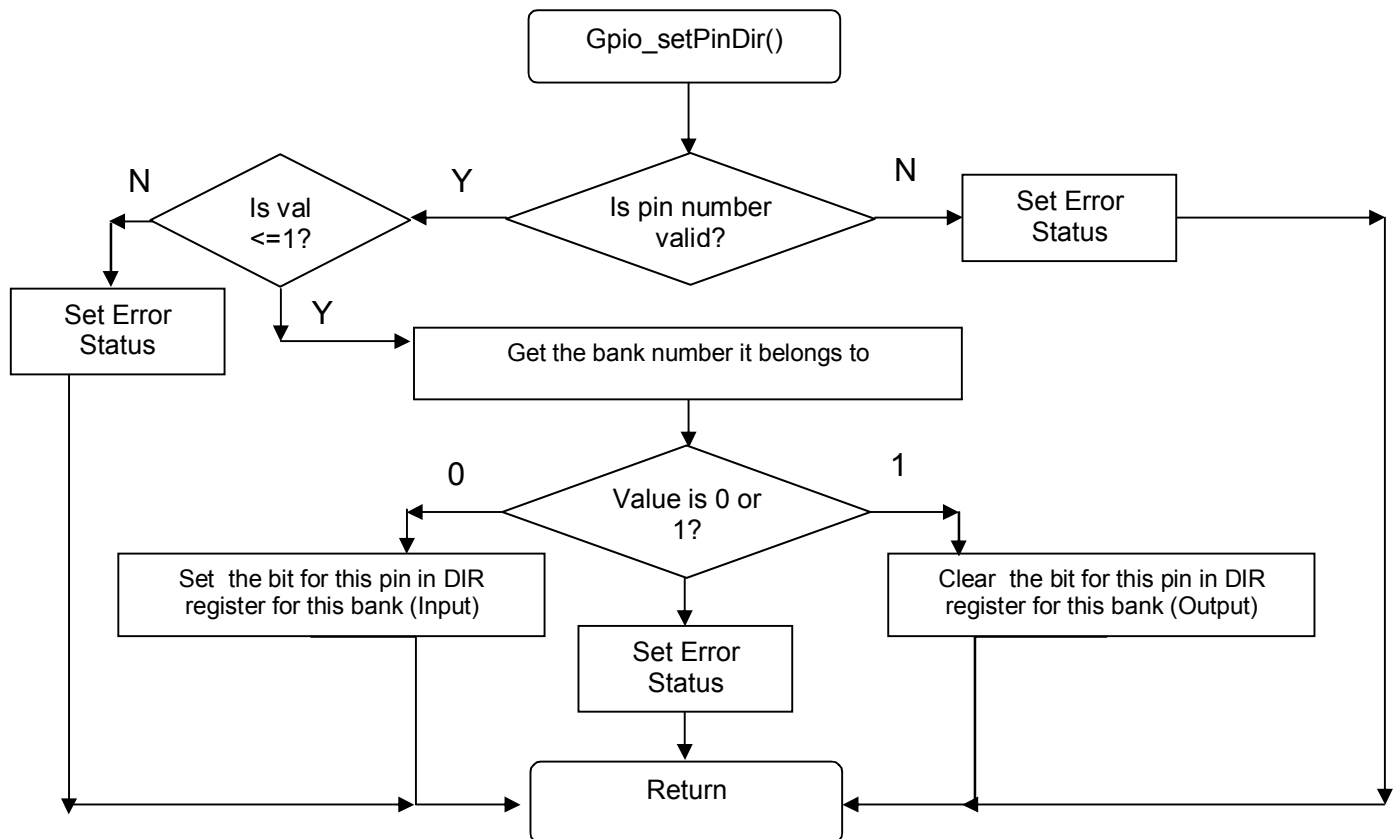 Gpio_setPinDir()
N
Y
N
Is val
<=1?
Is pin number
valid?
Set Error
Status
Set Error
Status
Y
Get the bank number it belongs to
0
1
Value is 0 or
1?
Set the bit for this pin in DIR
register for this bank (Input)
Clear the bit for this pin in DIR
register for this bank (Output)
Set Error
Status
Return